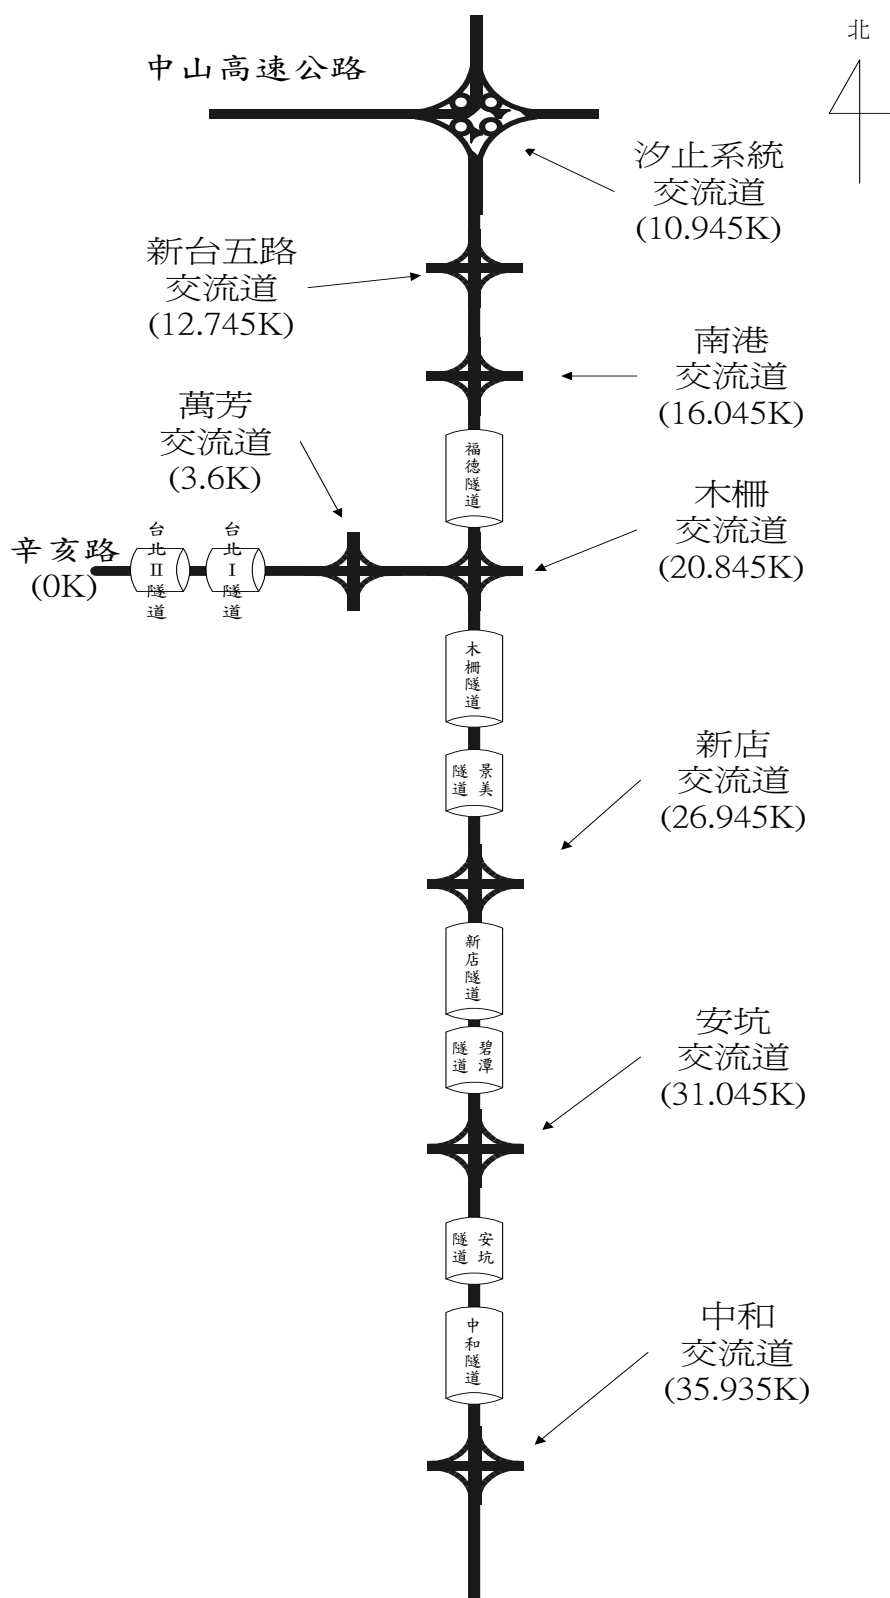 北
中山高速公路
汐止系統
交流道
(10.945K)
新台五路
交流道
(12.745K)
南港
交流道
(16.045K)
萬芳
交流道
(3.6K)
福德隧道
木柵
交流道
(20.845K)
辛亥路
(0K)
台北II隧道
台北I隧道
木柵隧道
景美
隧道
新店
交流道
(26.945K)
新店隧道
碧潭
隧道
安坑
交流道
(31.045K)
安坑
隧道
中和隧道
中和
交流道
(35.935K)